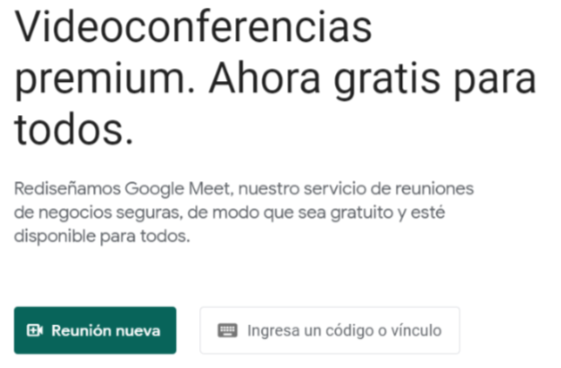 Videoconferencias
premium. Ahora gratis para
todos.
Rediseñamos Google Meet, nuestro servicio de reuniones
de negocios seguras, de modo que sea gratuito y esté
disponible para todos.
Reunión nueva
Ingresa un código o vínculo